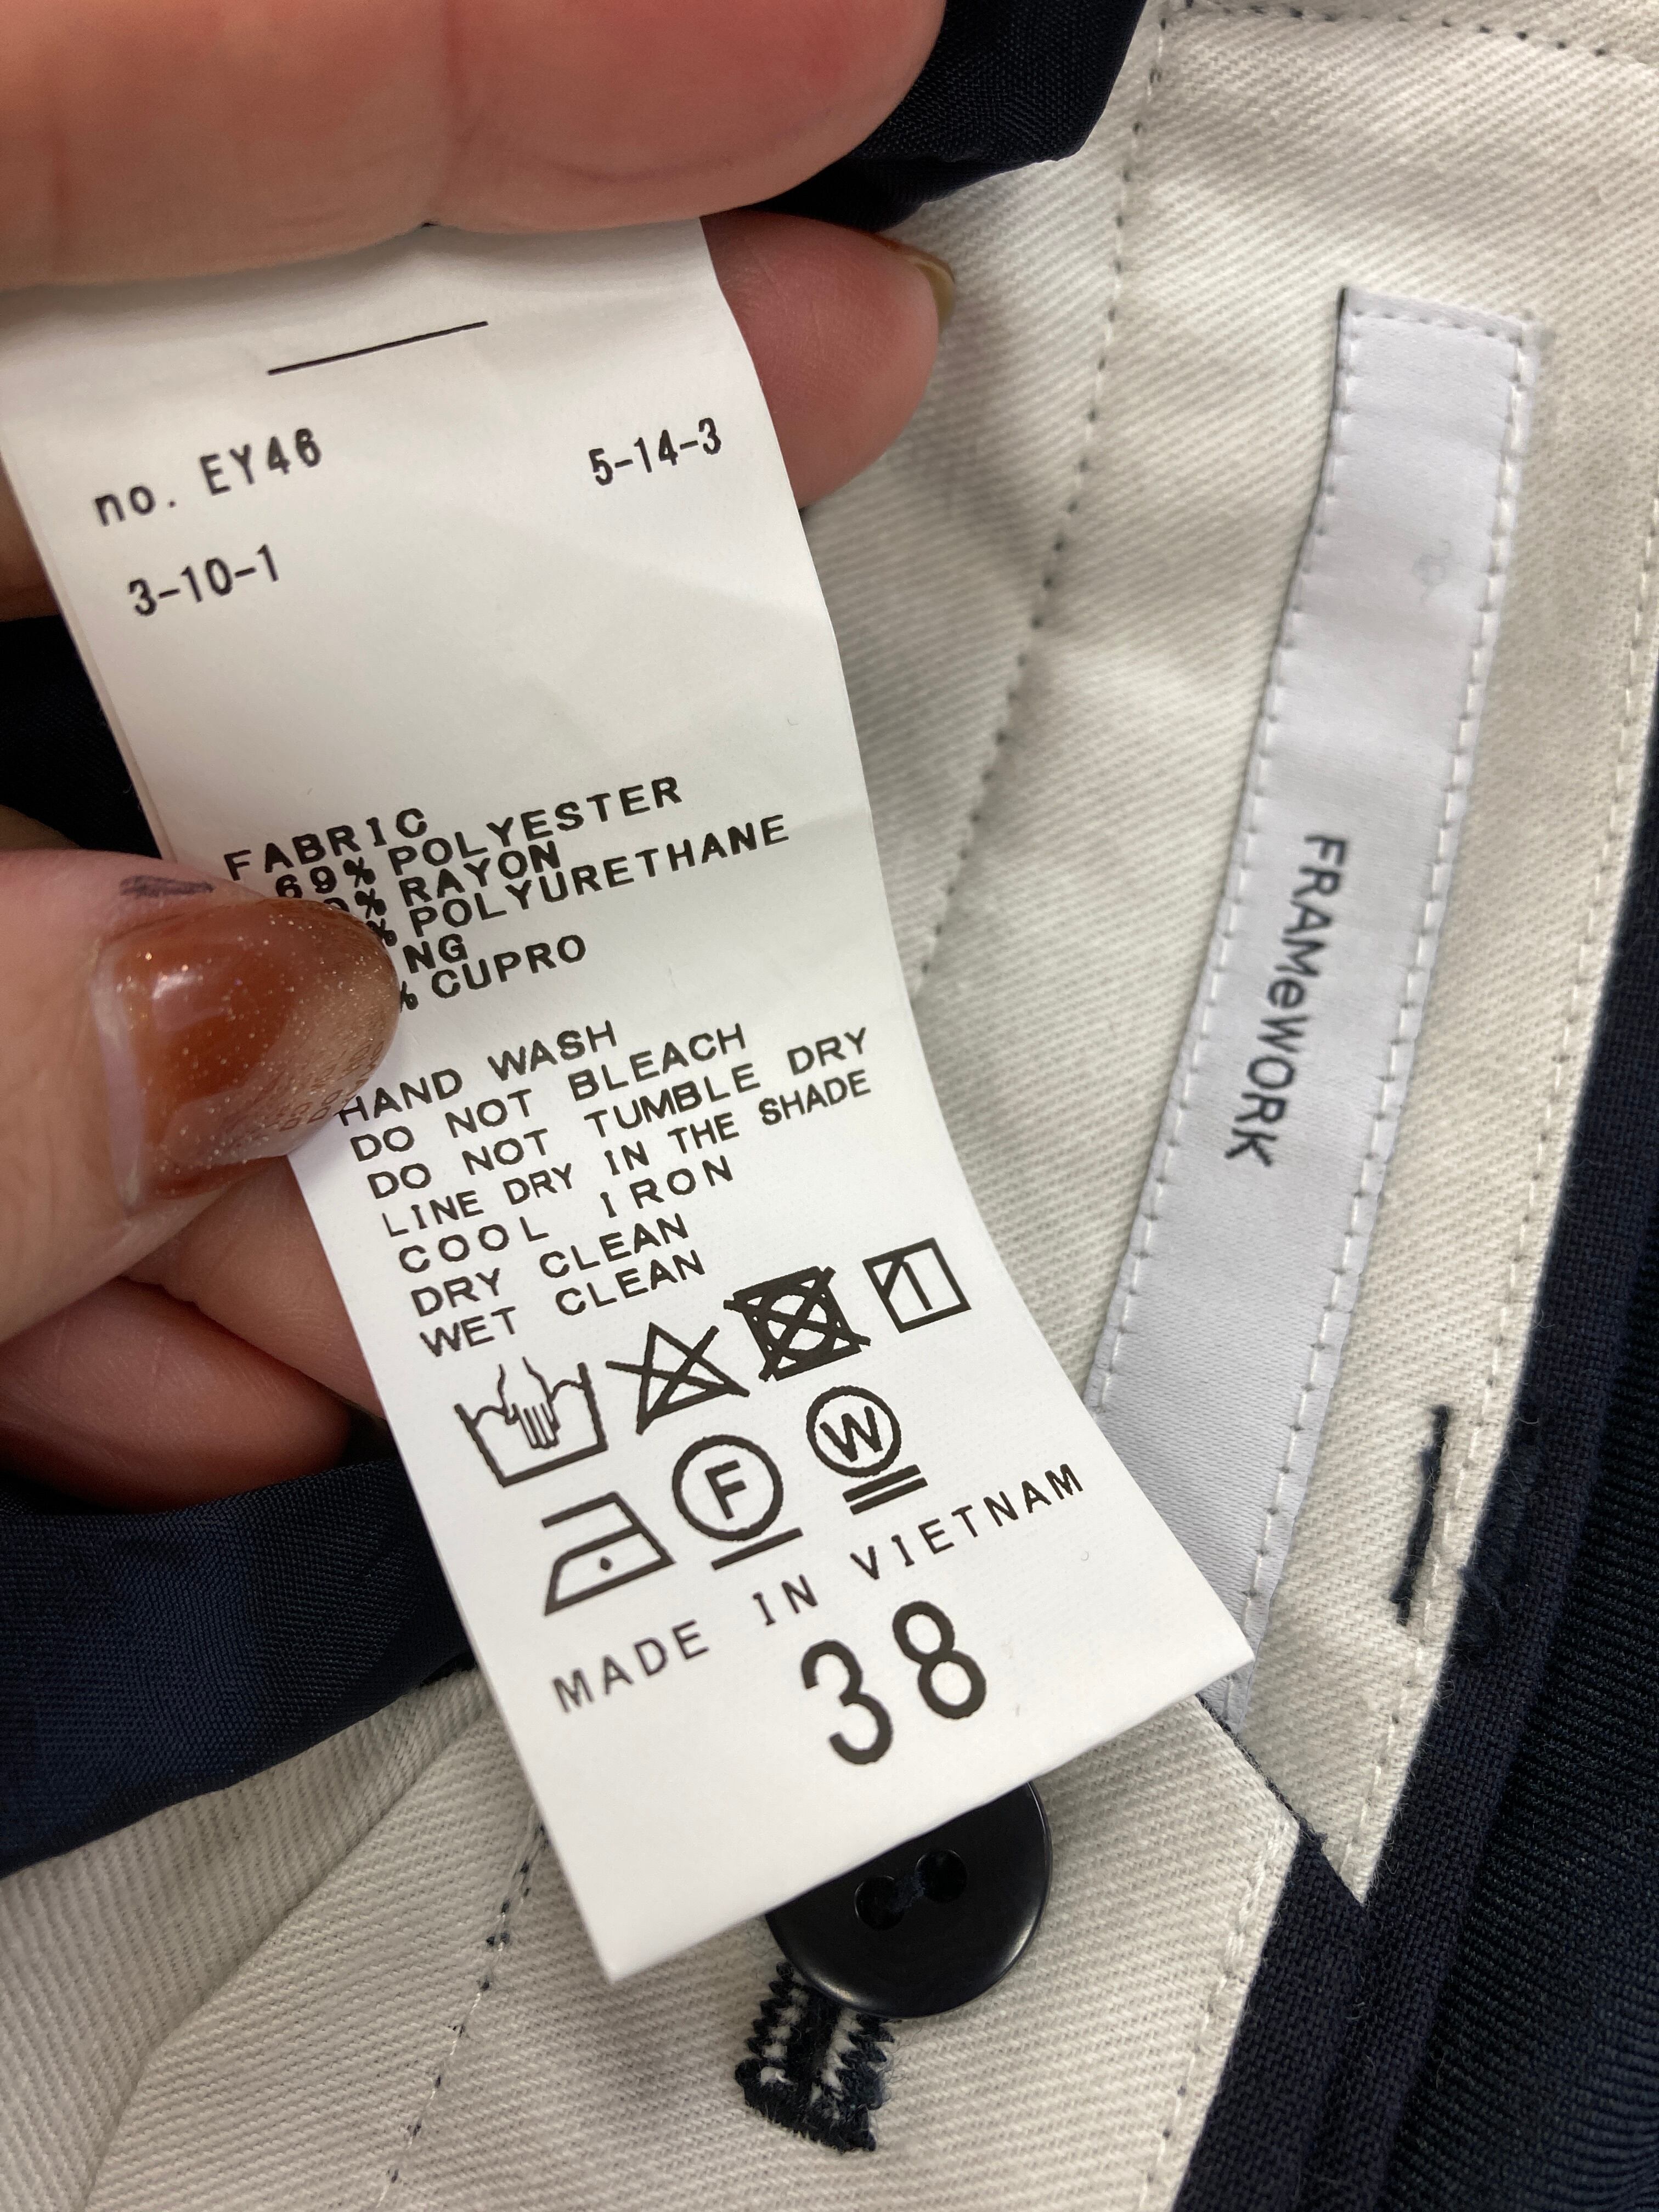 no. EY46 5-14-3
3-10-1
FABRIC
69% POLYESTER
% RAYON
% POLYURETHANE
NG
% CUPRO
HAND WASH
DO NOT BLEACH
DO NOT TUMBLE DRY
LINE DRY IN THE SHADE
COOL IRON
DRY CLEAN
WET CLEAN
F W
MADE IN VIETNAM
38
FRAMeWORK